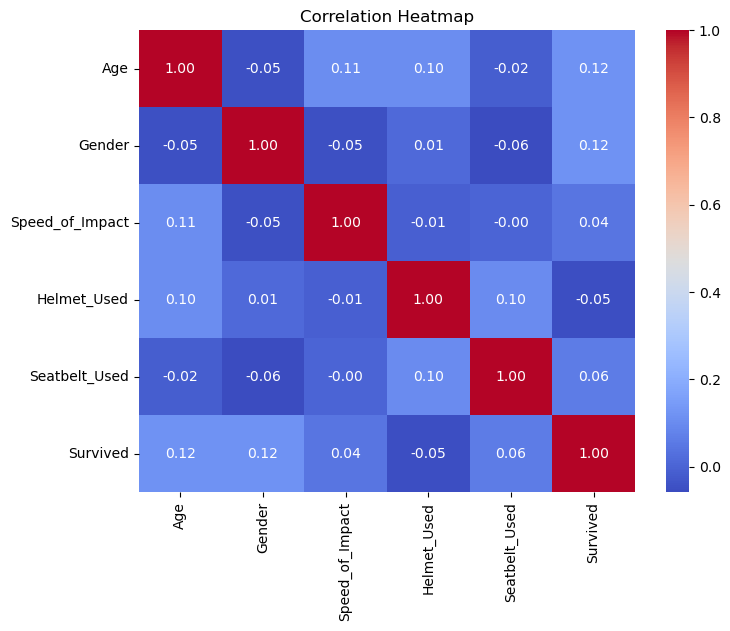 Correlation Heatmap
Age 1.00 -0.05 0.11 0.10 -0.02 0.12
Gender -0.05 1.00 -0.05 0.01 -0.06 0.12
Speed_of_Impact 0.11 -0.05 1.00 -0.01 -0.00 0.04
Helmet_Used 0.10 0.01 -0.01 1.00 0.10 -0.05
Seatbelt_Used -0.02 -0.06 -0.00 0.10 1.00 0.06
Survived 0.12 0.12 0.04 -0.05 0.06 1.00
Age
Gender
Speed_of_Impact
Helmet_Used
Seatbelt_Used
Survived
1.0
0.8
0.6
0.4
0.2
0.0